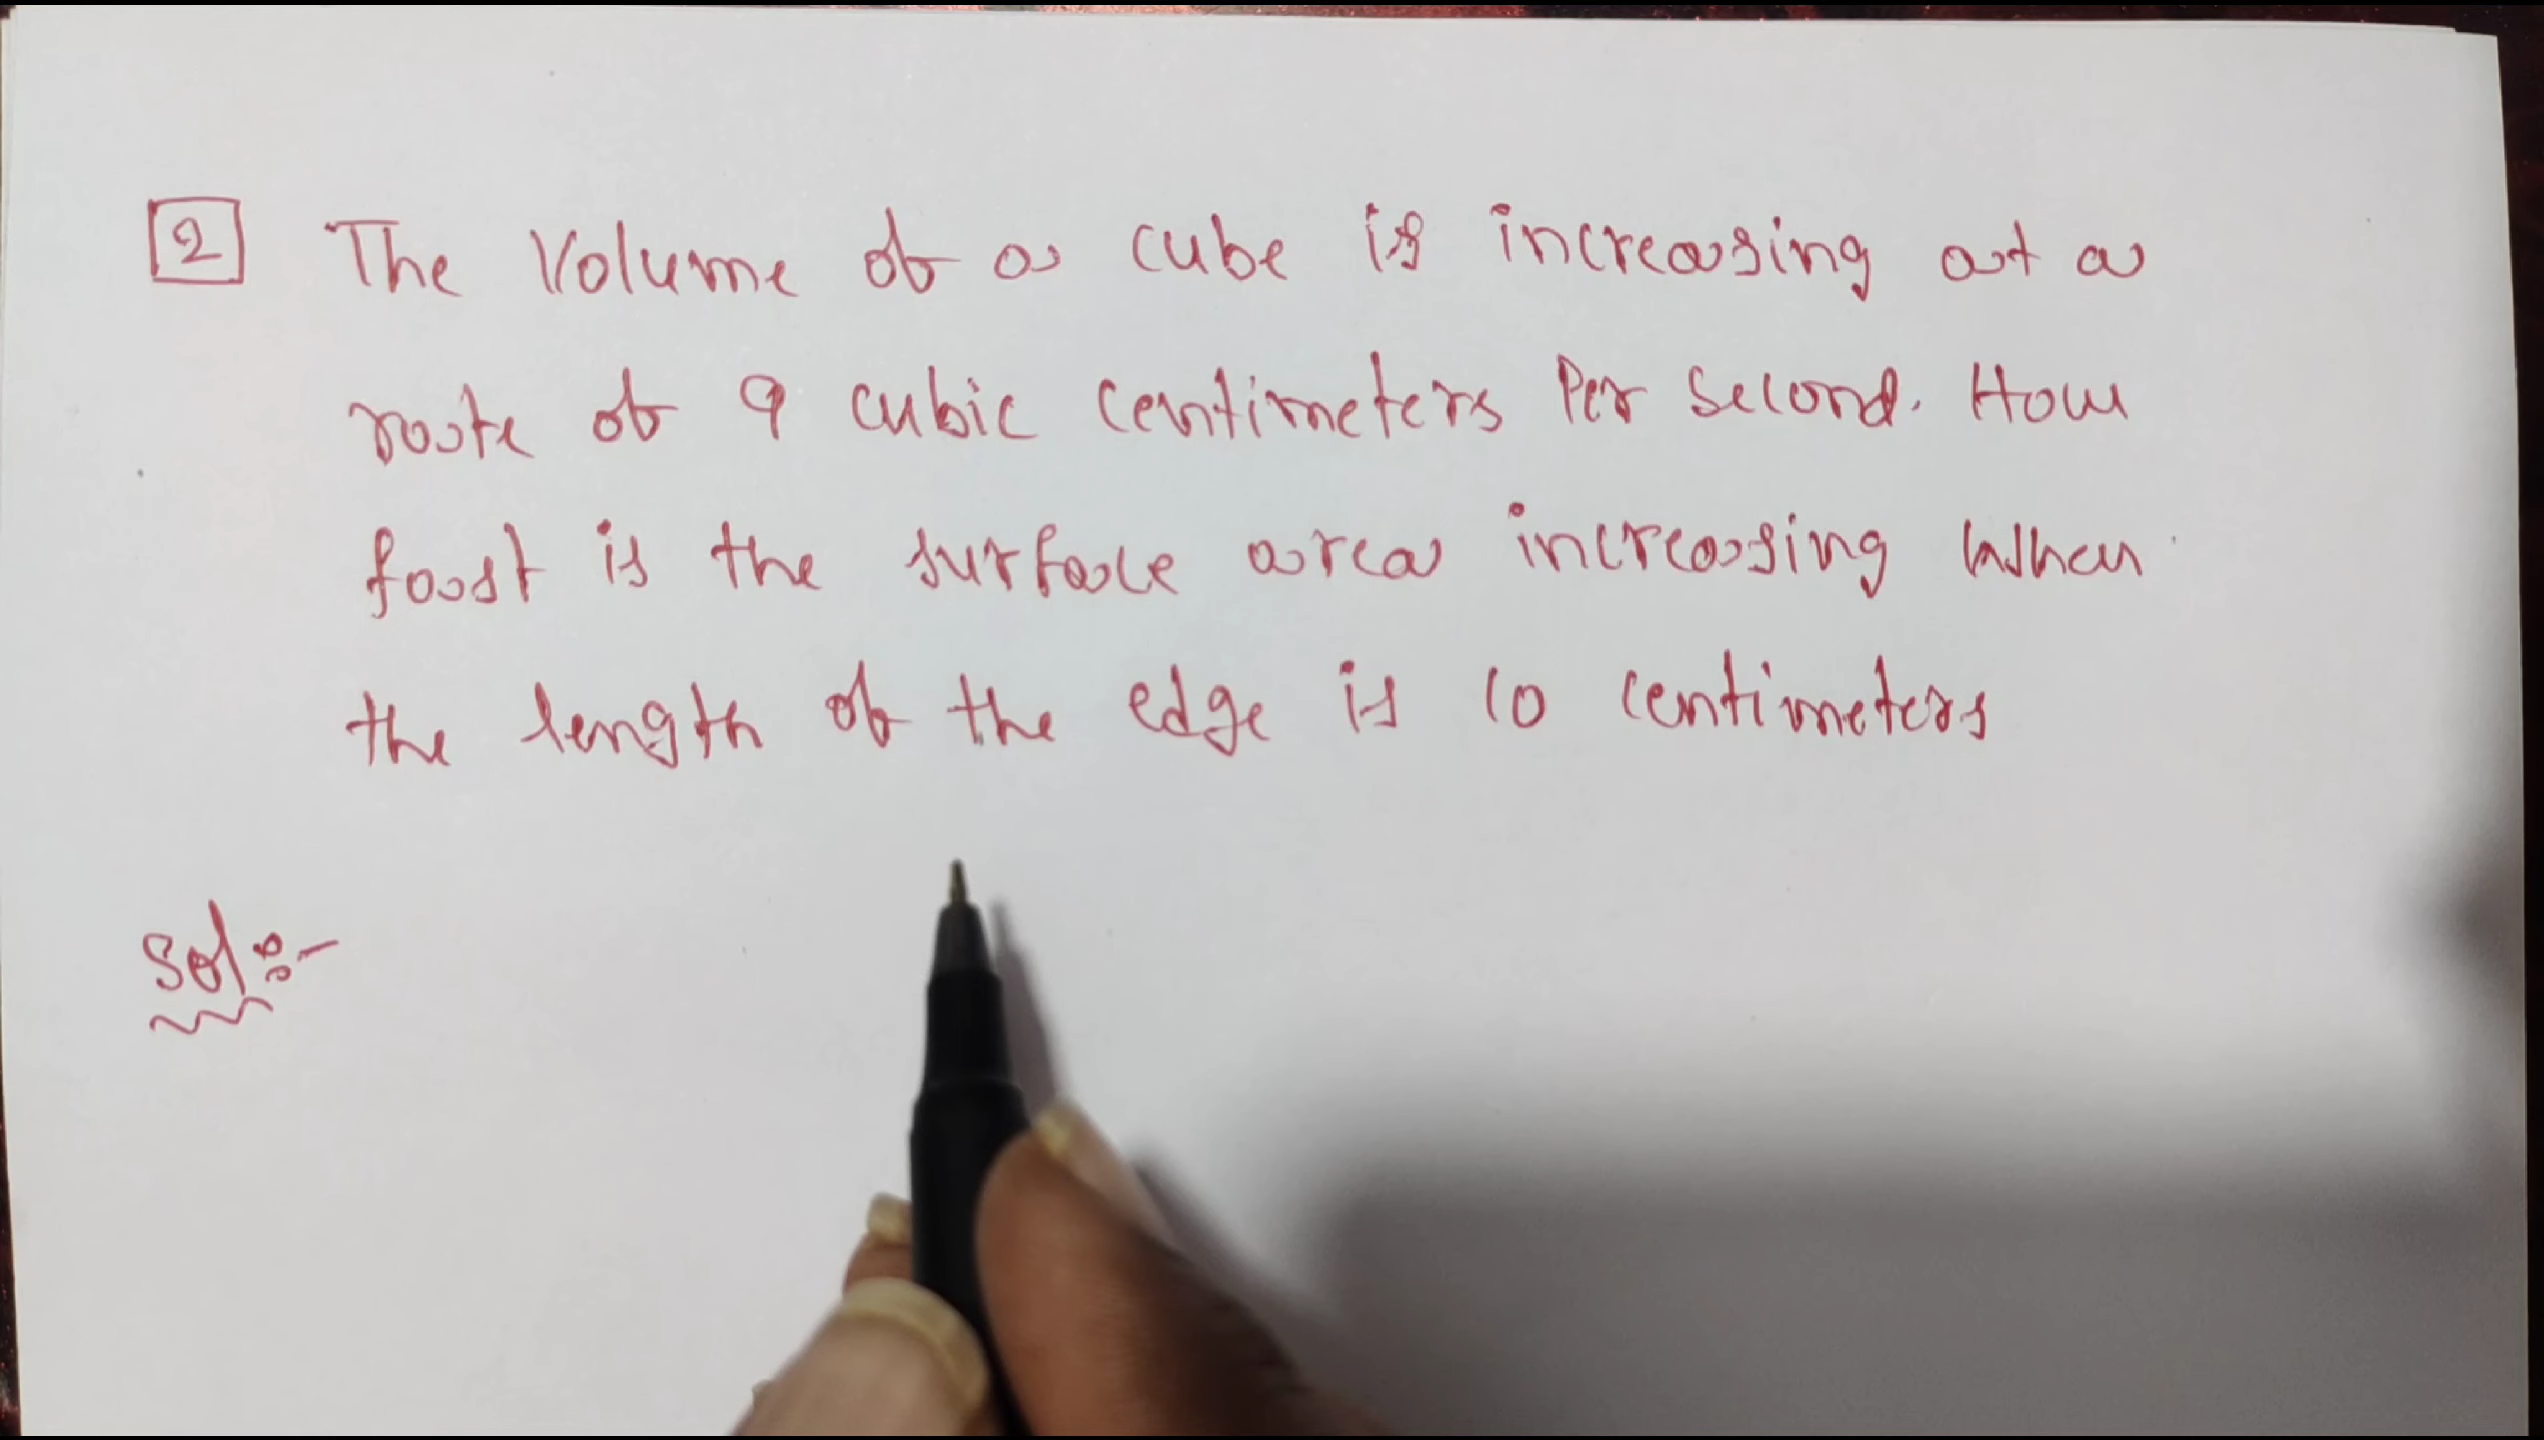 2 The Volume of a cube is increasing at a
rate of 9 cubic centimeters Per Second. How
fast is the surface area increasing when
the length of the edge is 10 centimeters
Sol:-